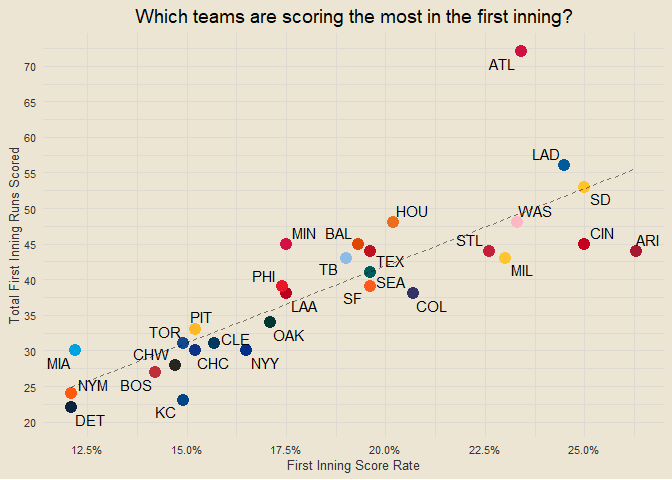 Which teams are scoring the most in the first inning?
Total First Inning Runs Scored
70
65
60
55
50
45
40
35
30
25
20
ATL
LAD
SD
HOU
WAS
MIN
BAL
STL
CIN
ARI
TB
TEX
MIL
PHI
SEA
SF
LAA
COL
PIT
TOR
OAK
CLE
MIA
CHW
CHC
NYY
NYM
BOS
KC
DET
12.5%
15.0%
17.5%
20.0%
22.5%
25.0%
First Inning Score Rate